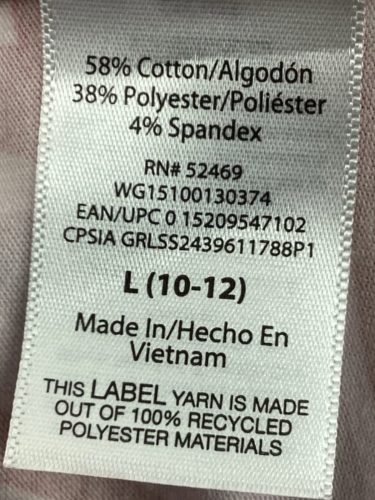 58% Cotton/Algodón
38% Polyester/Poliéster
4% Spandex
RN# 52469
WG15100130374
EAN/UPC 0 15209547102
CPSIA GRLSS2439611788P1
L (10-12)
Made In/Hecho En
Vietnam
THIS LABEL YARN IS MADE
OUT OF 100% RECYCLED
POLYESTER MATERIALS